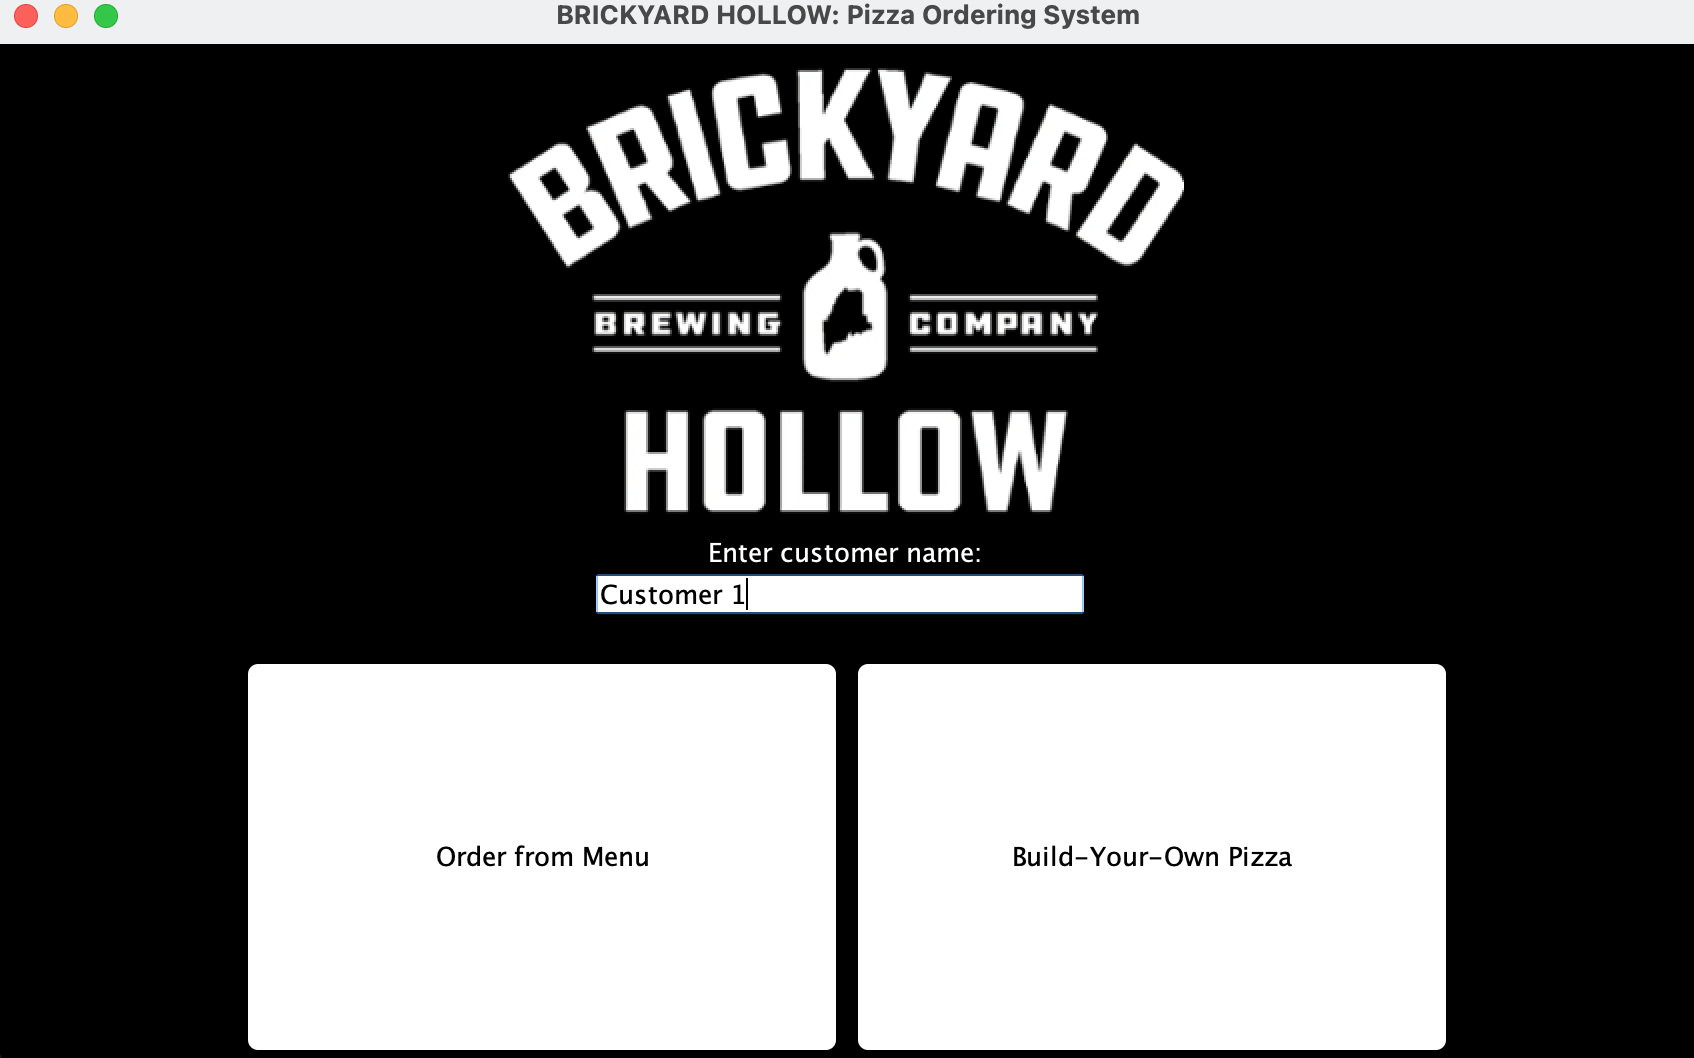 BRICKYARD HOLLOW: Pizza Ordering System
BRICKYARD
BREWING COMPANY
HOLLOW
Enter customer name:
Customer 1
Order from Menu
Build-Your-Own Pizza